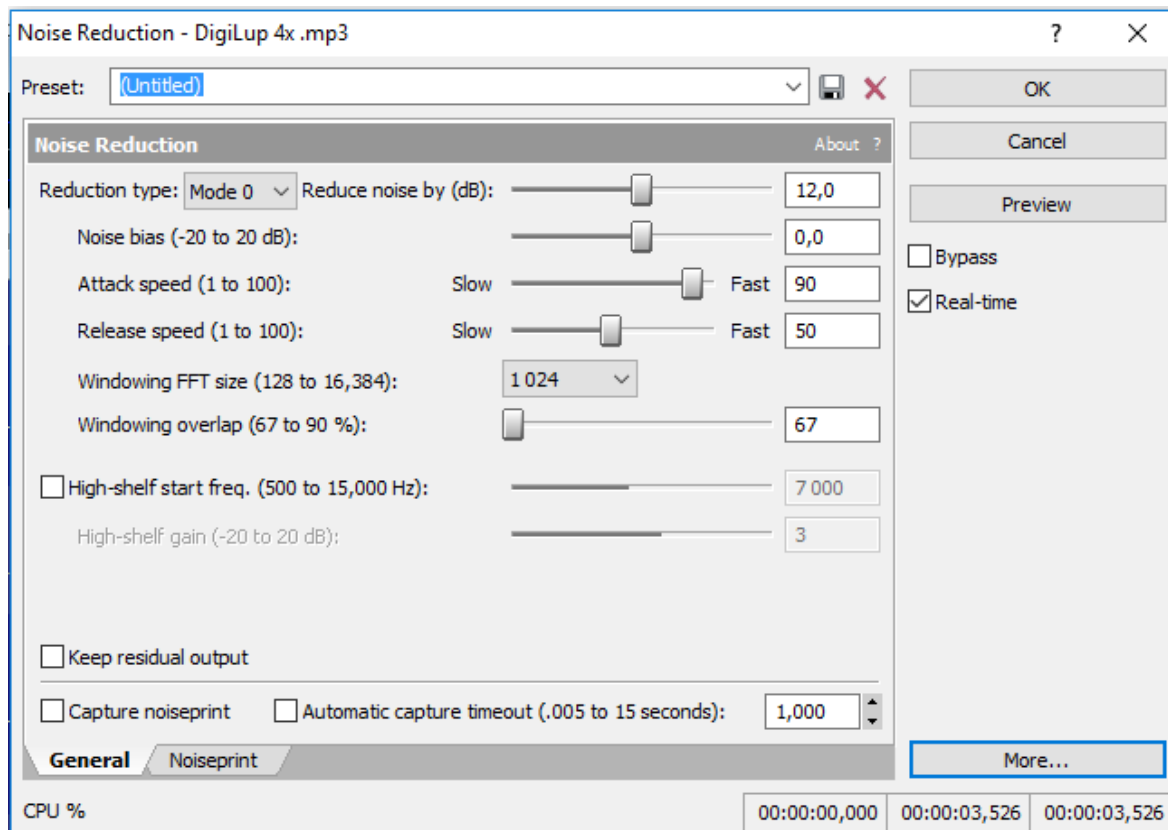 Noise Reduction - DigiLup 4x .mp3 ?
Preset: (Untitled) OK
Noise Reduction About ? Cancel
Reduction type: Mode 0 Reduce noise by (dB): 12,0 Preview
Noise bias (-20 to 20 dB): 0,0 Bypass
Attack speed (1 to 100): Slow Fast 90 Real-time
Release speed (1 to 100): Slow Fast 50
Windowing FFT size (128 to 16,384): 1 024
Windowing overlap (67 to 90 %): 67
High-shelf start freq. (500 to 15,000 Hz): 7 000
High-shelf gain (-20 to 20 dB): 3
Keep residual output
Capture noiseprint Automatic capture timeout (.005 to 15 seconds): 1,000
General Noiseprint More...
CPU % 00:00:00,000 00:00:03,526 00:00:03,526